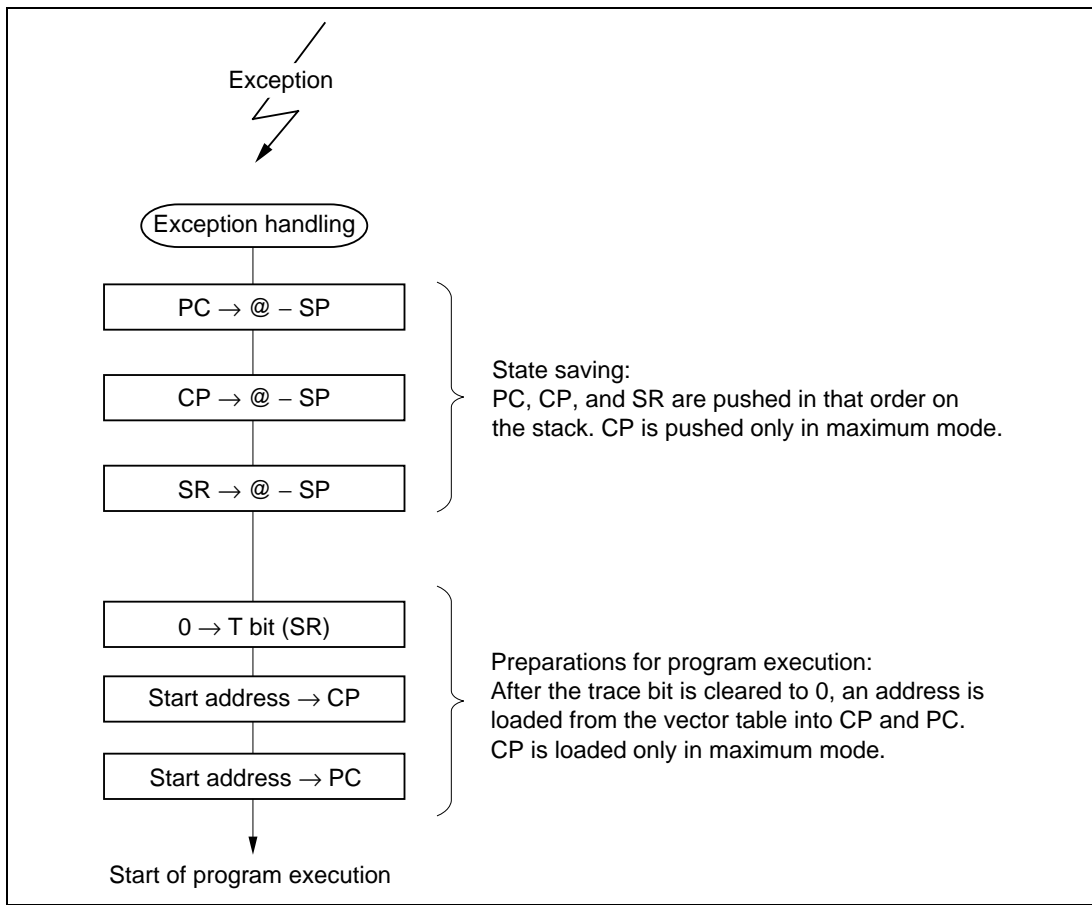 Exception
Exception handling
PC → @ – SP
CP → @ – SP
SR → @ – SP
State saving:
PC, CP, and SR are pushed in that order on
the stack. CP is pushed only in maximum mode.
0 → T bit (SR)
Start address → CP
Start address → PC
Preparations for program execution:
After the trace bit is cleared to 0, an address is
loaded from the vector table into CP and PC.
CP is loaded only in maximum mode.
Start of program execution